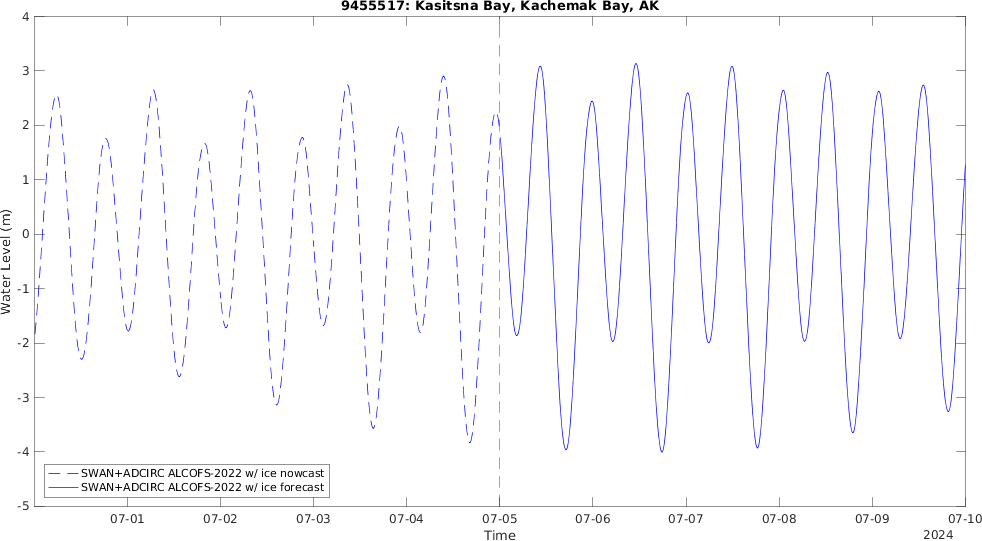 9455517: Kasitsna Bay, Kachemak Bay, AK
4
3
2
1
0
-1
-2
-3
-4
-5
Water Level (m)
SWAN+ADCIRC ALCOFS-2022 w/ ice nowcast
SWAN+ADCIRC ALCOFS-2022 w/ ice forecast
07-01 07-02 07-03 07-04 07-05 07-06 07-07 07-08 07-09 07-10
Time
2024